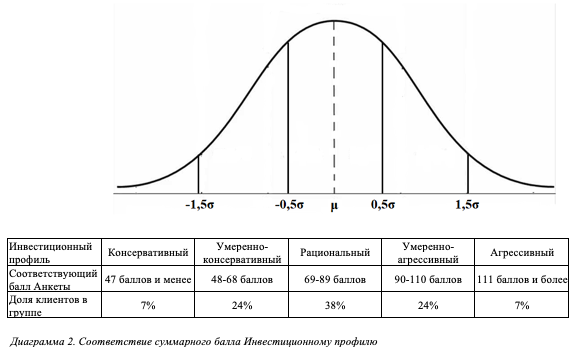 -1,5σ -0,5σ μ 0,5σ 1,5σ
Инвестиционный
профиль
Консервативный
Умеренно-
консервативный
Рациональный
Умеренно-
агрессивный
Агрессивный
Соответствующий
балл Анкеты
47 баллов и менее
48-68 баллов
69-89 баллов
90-110 баллов
111 баллов и более
Доля клиентов в
группе
7%
24%
38%
24%
7%
Диаграмма 2. Соответствие суммарного балла Инвестиционному профилю